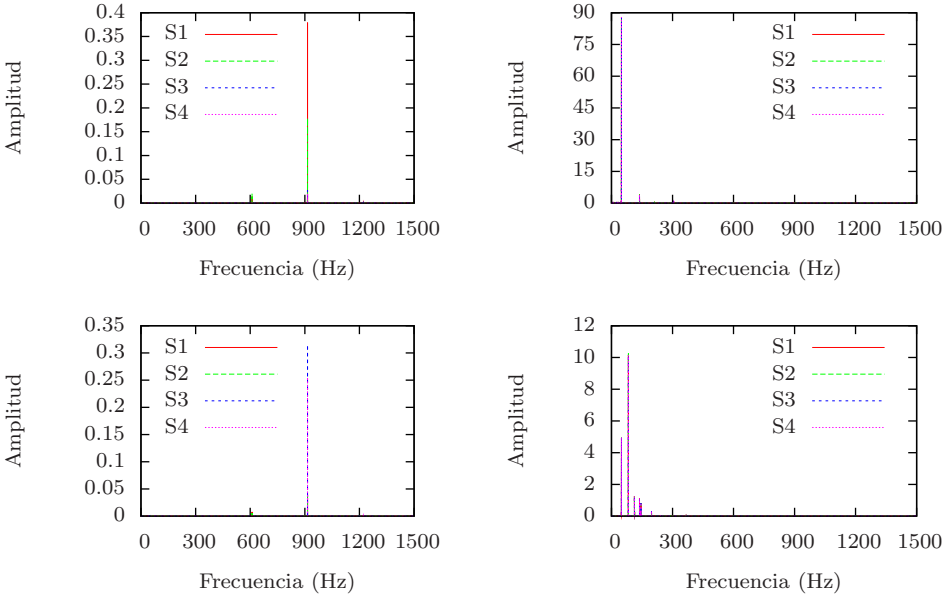 Amplitud
0.4
0.35
0.3
0.25
0.2
0.15
0.1
0.05
0
S1
S2
S3
S4
0 300 600 900 1200 1500
Frecuencia (Hz)
Amplitud
90
75
60
45
30
15
0
S1
S2
S3
S4
0 300 600 900 1200 1500
Frecuencia (Hz)
Amplitud
0.35
0.3
0.25
0.2
0.15
0.1
0.05
0
S1
S2
S3
S4
0 300 600 900 1200 1500
Frecuencia (Hz)
Amplitud
12
10
8
6
4
2
0
S1
S2
S3
S4
0 300 600 900 1200 1500
Frecuencia (Hz)